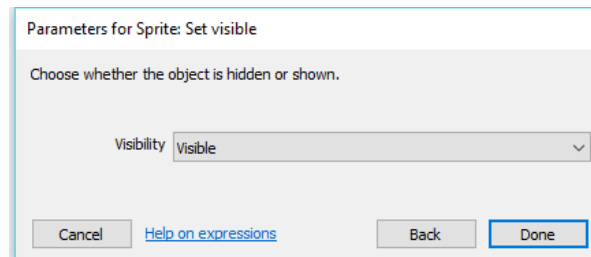 Parameters for Sprite: Set visible
Choose whether the object is hidden or shown.
Visibility Visible
Cancel Help on expressions Back Done